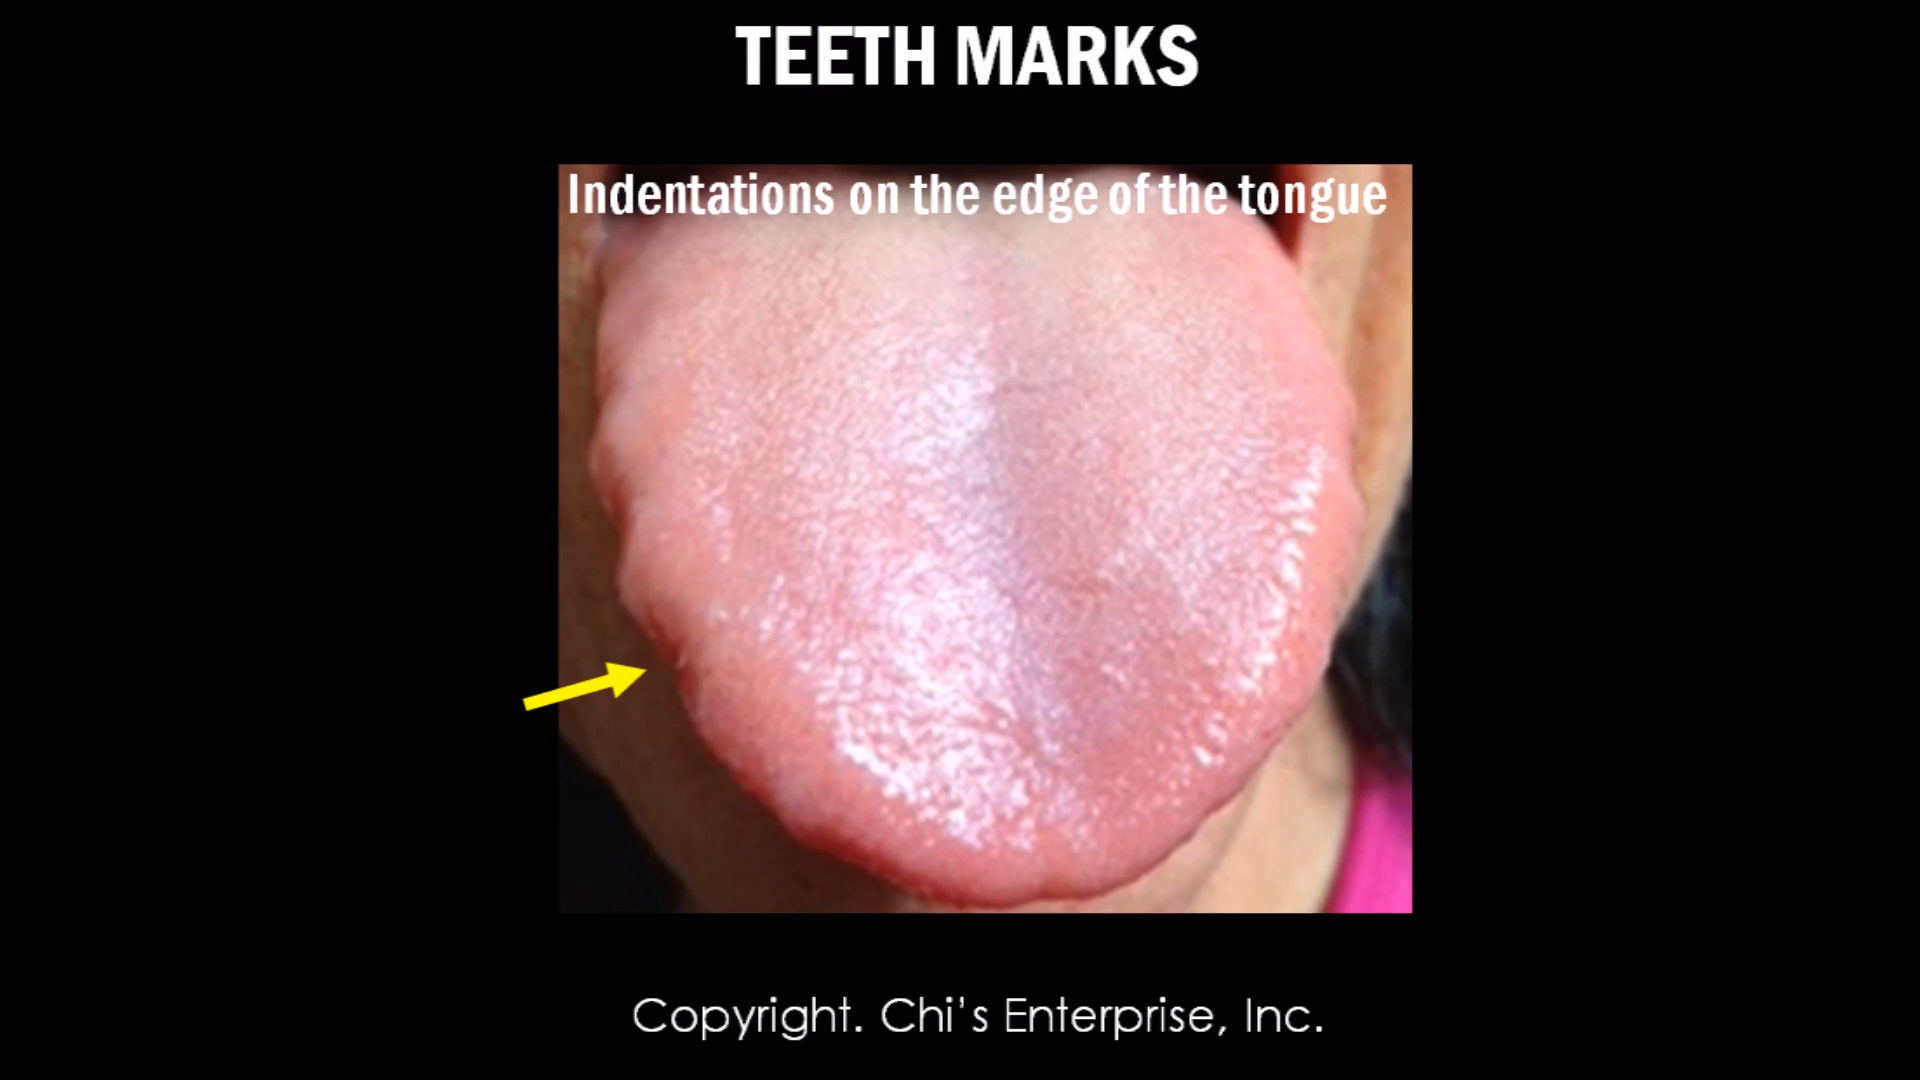 TEETH MARKS
Indentations on the edge of the tongue
Copyright. Chi's Enterprise, Inc.